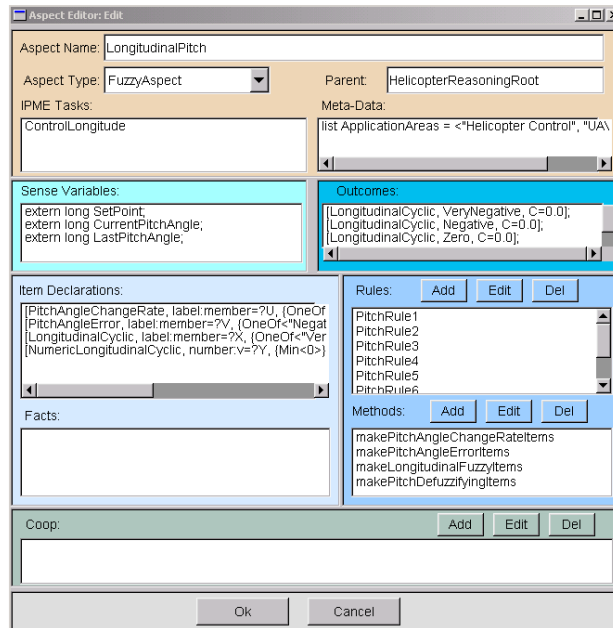 Aspect Editor: Edit
Aspect Name: LongitudinalPitch
Aspect Type: FuzzyAspect Parent: HelicopterReasoningRoot
IPME Tasks: Meta-Data:
ControlLongitude list ApplicationAreas = <"Helicopter Control", "UA\
Sense Variables: Outcomes:
extern long SetPoint; [LongitudinalCyclic, VeryNegative, C=0.0];
extern long CurrentPitchAngle; [LongitudinalCyclic, Negative, C=0.0];
extern long LastPitchAngle; [LongitudinalCyclic, Zero, C=0.0];
Item Declarations: Rules: Add Edit Del
[PitchAngleChangeRate, label:member=?U, {OneOf PitchRule1
[PitchAngleError, label:member=?V, {OneOf<"Negat PitchRule2
[LongitudinalCyclic, label:member=?X, {OneOf<"Ver PitchRule3
[NumericLongitudinalCyclic, number:v=?Y, {Min<0>} PitchRule4
PitchRule5
PitchRule6
Facts: Methods: Add Edit Del
makePitchAngleChangeRateItems
makePitchAngleErrorItems
makeLongitudinalFuzzyItems
makePitchDefuzzifyingItems
Coop: Add Edit Del
Ok Cancel